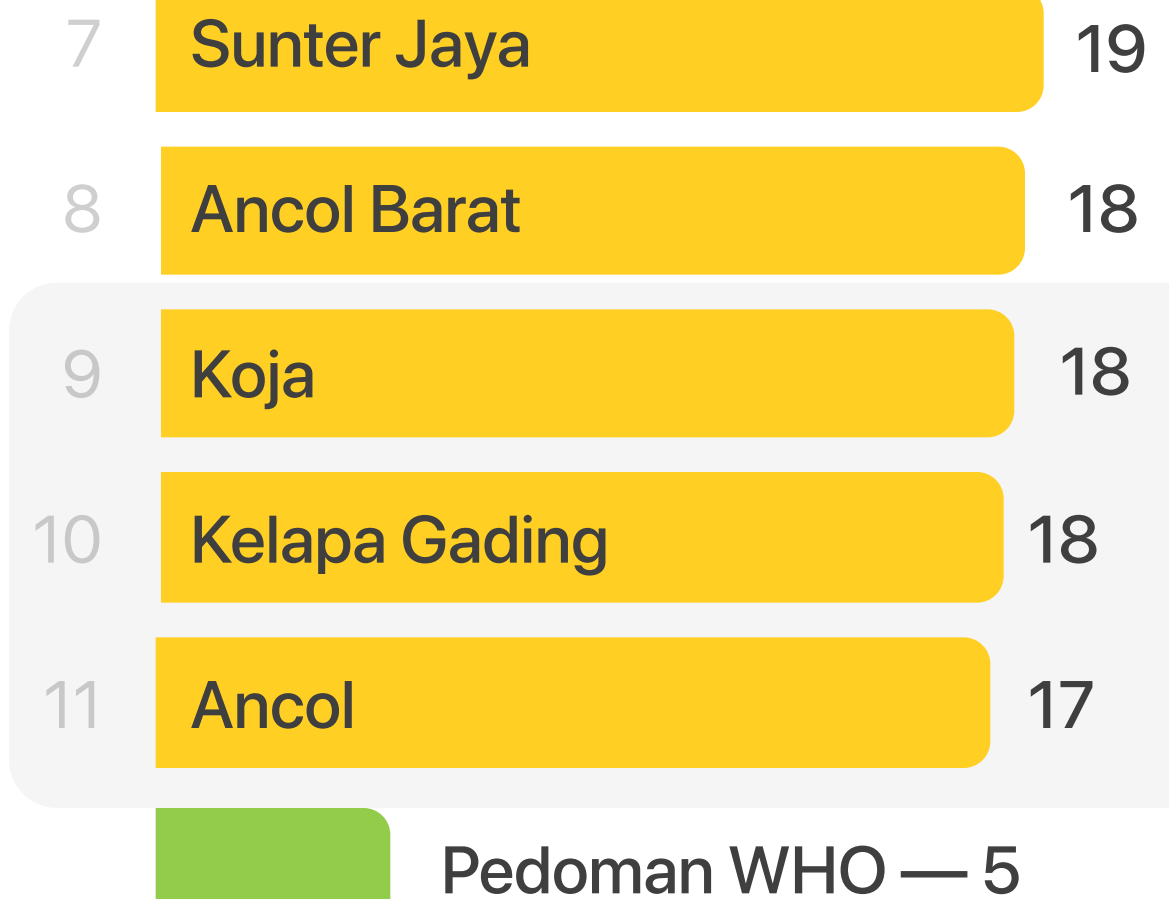 7 Sunter Jaya 19
8 Ancol Barat 18
9 Koja 18
10 Kelapa Gading 18
11 Ancol 17
Pedoman WHO — 5